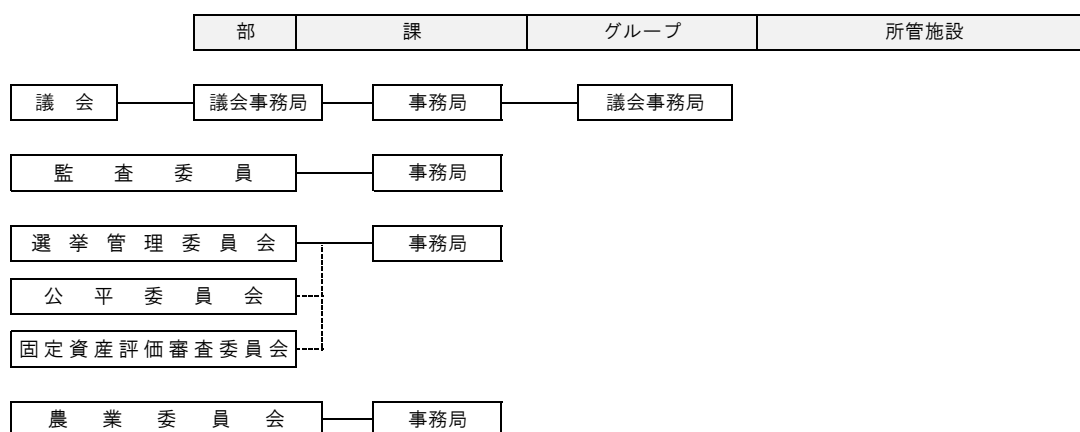 部 課 グループ 所管施設
議 会 議会事務局 事務局 議会事務局
監 査 委 員 事務局
選 挙 管 理 委 員 会 事務局
公 平 委 員 会
固定資産評価審査委員会
農 業 委 員 会 事務局